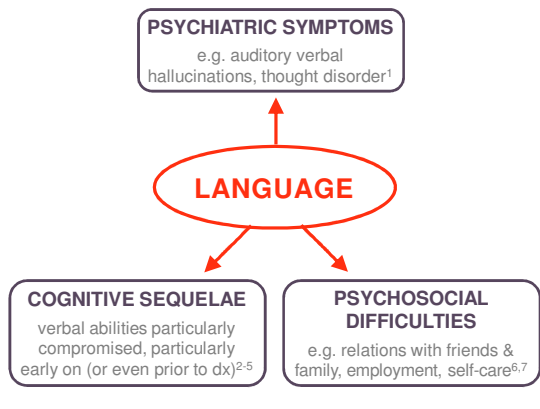 PSYCHIATRIC SYMPTOMS
e.g. auditory verbal
hallucinations, thought disorder¹
LANGUAGE
COGNITIVE SEQUELAE
verbal abilities particularly
compromised, particularly
early on (or even prior to dx)²⁻⁵
PSYCHOSOCIAL
DIFFICULTIES
e.g. relations with friends &
family, employment, self-care⁶,⁷